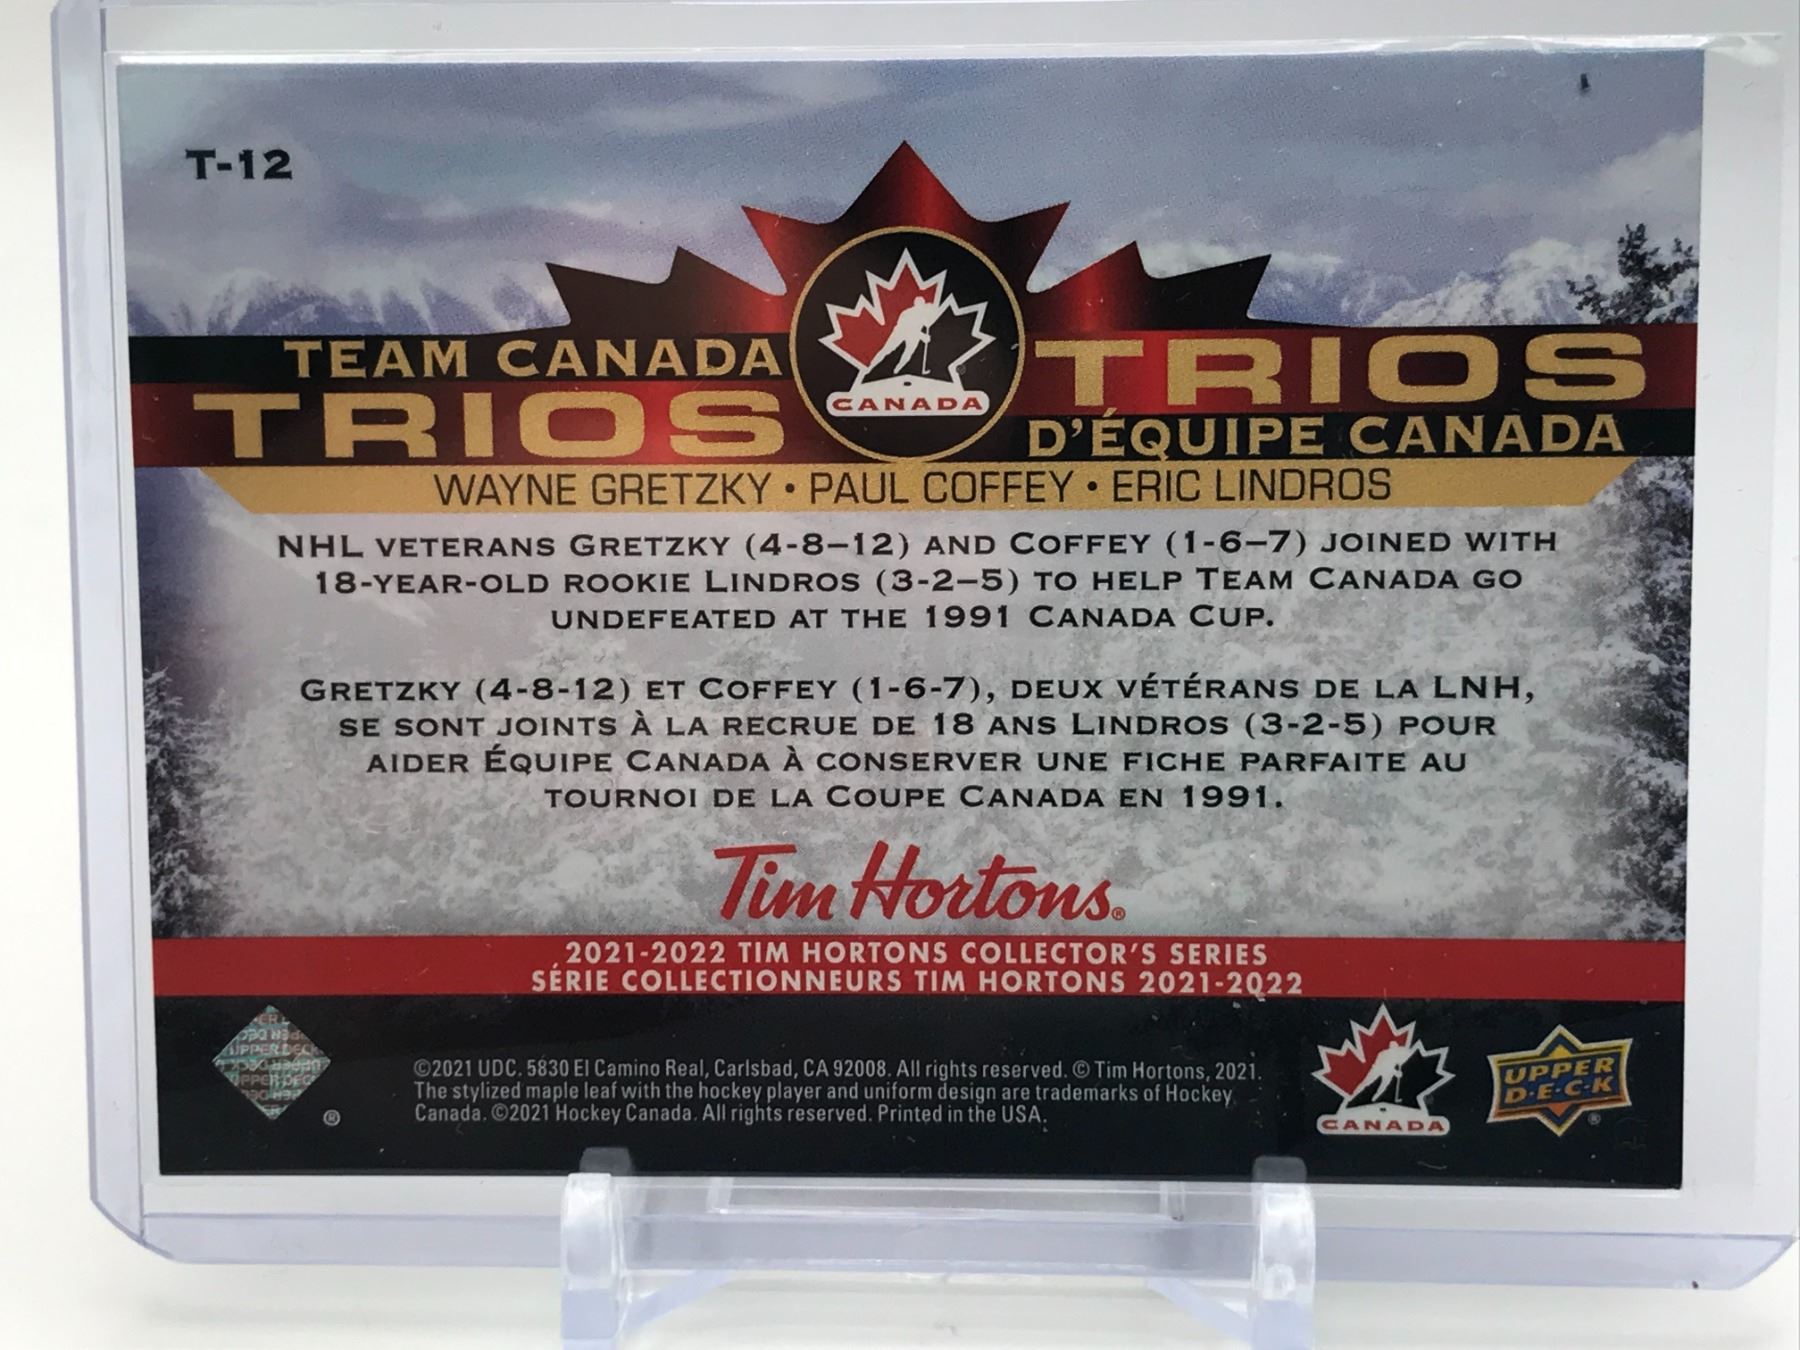 T-12
TEAM CANADA
TRIOS
CANADA
TRIOS
D'ÉQUIPE CANADA
WAYNE GRETZKY • PAUL COFFEY • ERIC LINDROS
NHL VETERANS GRETZKY (4-8–12) AND COFFEY (1-6–7) JOINED WITH
18-YEAR-OLD ROOKIE LINDROS (3-2–5) TO HELP TEAM CANADA GO
UNDEFEATED AT THE 1991 CANADA CUP.
GRETZKY (4-8-12) ET COFFEY (1-6-7), DEUX VÉTÉRANS DE LA LNH,
SE SONT JOINTS À LA RECRUE DE 18 ANS LINDROS (3-2-5) POUR
AIDER ÉQUIPE CANADA À CONSERVER UNE FICHE PARFAITE AU
TOURNOI DE LA COUPE CANADA EN 1991.
Tim Hortons®
2021-2022 TIM HORTONS COLLECTOR'S SERIES
SÉRIE COLLECTIONNEURS TIM HORTONS 2021-2022
UPPER DECK
®
©2021 UDC. 5830 El Camino Real, Carlsbad, CA 92008. All rights reserved. © Tim Hortons, 2021.
The stylized maple leaf with the hockey player and uniform design are trademarks of Hockey
Canada. ©2021 Hockey Canada. All rights reserved. Printed in the USA.
CANADA
UPPER
D·E·C·K
®